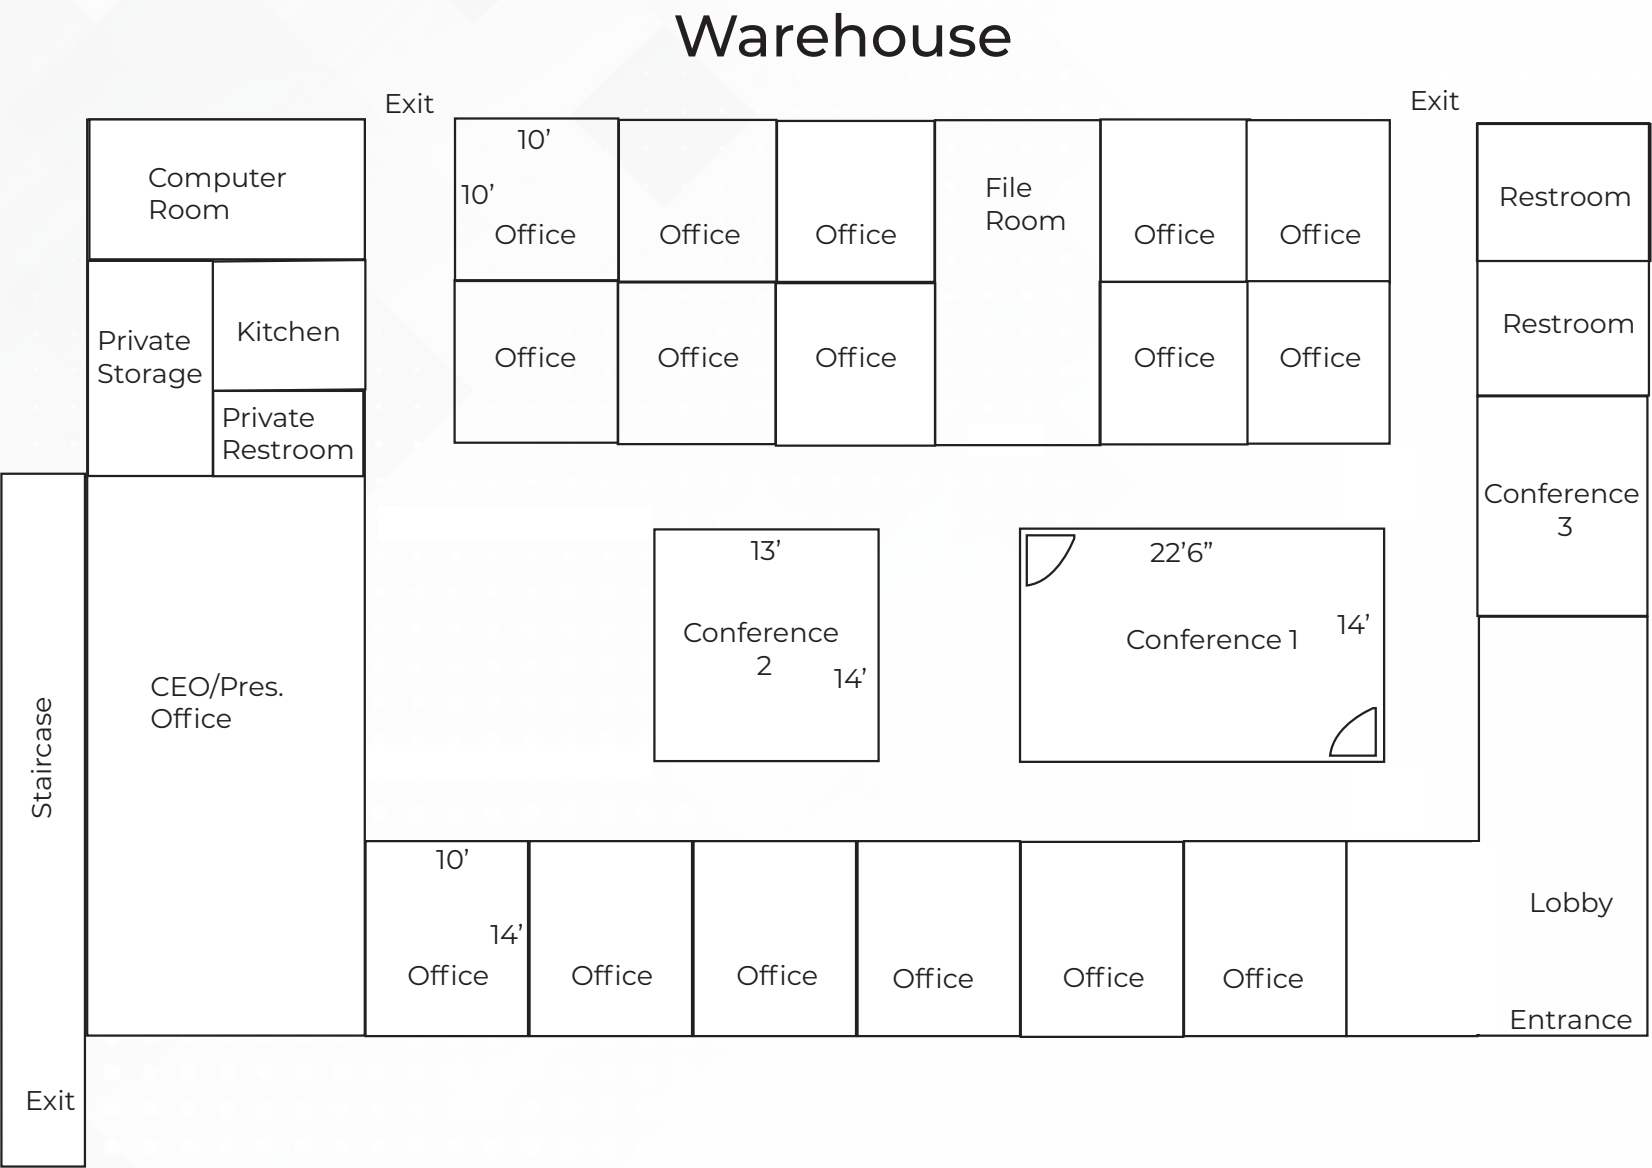 Warehouse
Exit
Exit
Computer
Room
10’
10’
Office
Office
Office
File
Room
Office
Office
Restroom
Private
Storage
Kitchen
Private
Restroom
Office
Office
Office
Office
Office
Restroom
Conference
3
13’
Conference
2
14’
22’6”
Conference 1
14’
CEO/Pres.
Office
Staircase
10’
14’
Office
Office
Office
Office
Office
Office
Lobby
Entrance
Exit